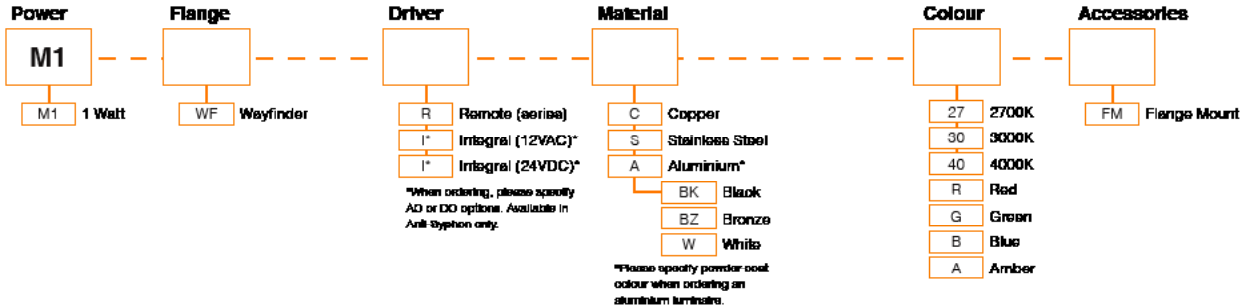 Power Flange Driver Material Colour Accessories
M1
M1 1 Watt WF Wayfinder R Remote (series) C Copper 27 2700K FM Flange Mount
I* Integral (12VAC)* S Stainless Steel 30 3000K
I* Integral (24VDC)* A Aluminium* 40 4000K
*When ordering, please specify BK Black R Red
AC or DC options. Available in BZ Bronze G Green
Anti-Syphon only. W White B Blue
*Please specify powder coat A Amber
colour when ordering an
aluminium luminaire.